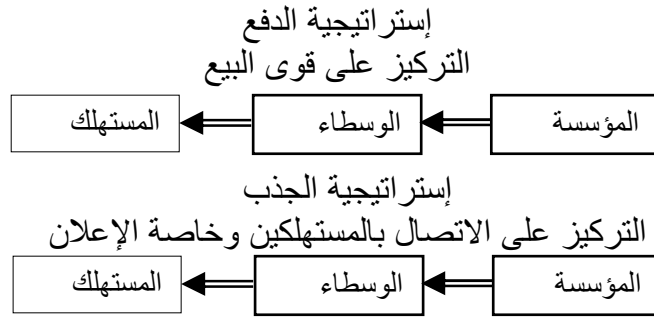 إستراتيجية الدفع
التركيز على قوى البيع
المؤسسة الوسطاء المستهلك
إستراتيجية الجذب
التركيز على الاتصال بالمستهلكين وخاصة الإعلان
المؤسسة الوسطاء المستهلك